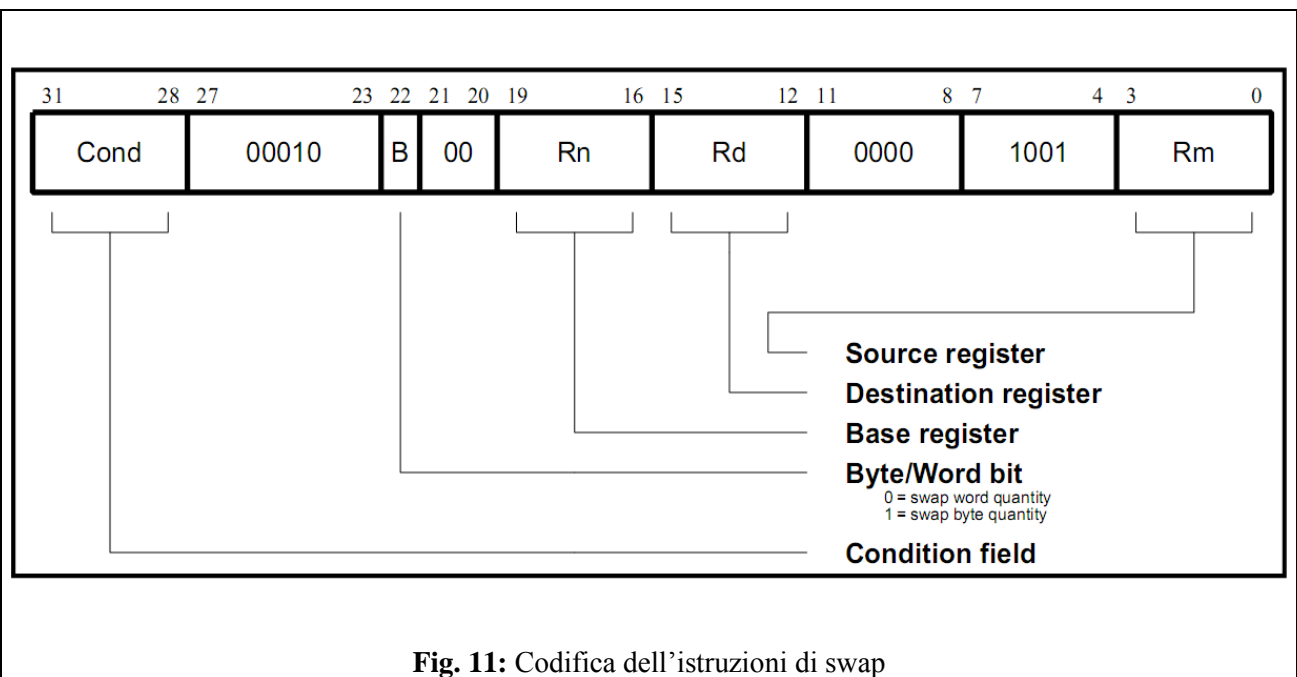 31 28 27 23 22 21 20 19 16 15 12 11 8 7 4 3 0
Cond 00010 B 00 Rn Rd 0000 1001 Rm
Source register
Destination register
Base register
Byte/Word bit
0 = swap word quantity
1 = swap byte quantity
Condition field
Fig. 11: Codifica dell’istruzioni di swap